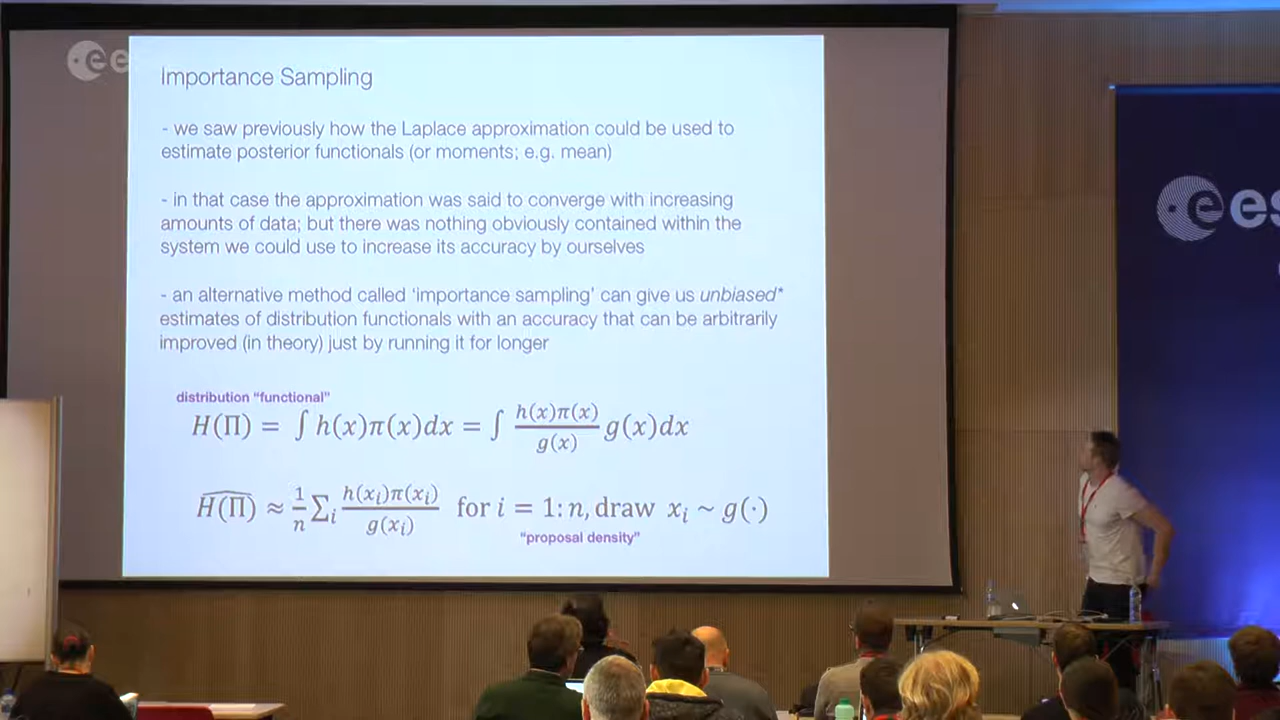 ee
Importance Sampling
- we saw previously how the Laplace approximation could be used to
estimate posterior functionals (or moments; e.g. mean)
- in that case the approximation was said to converge with increasing
amounts of data; but there was nothing obviously contained within the
system we could use to increase its accuracy by ourselves
- an alternative method called ‘importance sampling’ can give us unbiased*
estimates of distribution functionals with an accuracy that can be arbitrarily
improved (in theory) just by running it for longer
distribution “functional”
H(Π) = ∫ h(x)π(x)dx = ∫ h(x)π(x)/g(x) g(x)dx
\widehat{H(Π)} ≈ 1/n ∑ᵢ h(xᵢ)π(xᵢ)/g(xᵢ) for i = 1: n, draw xᵢ ~ g(·)
“proposal density”
es